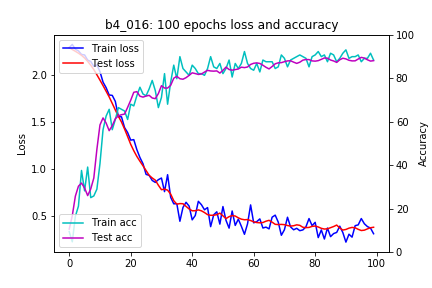 b4_016: 100 epochs loss and accuracy
Train loss
Test loss
Train acc
Test acc
Loss
2.0
1.5
1.0
0.5
Accuracy
100
80
60
40
20
0
0
20
40
60
80
100